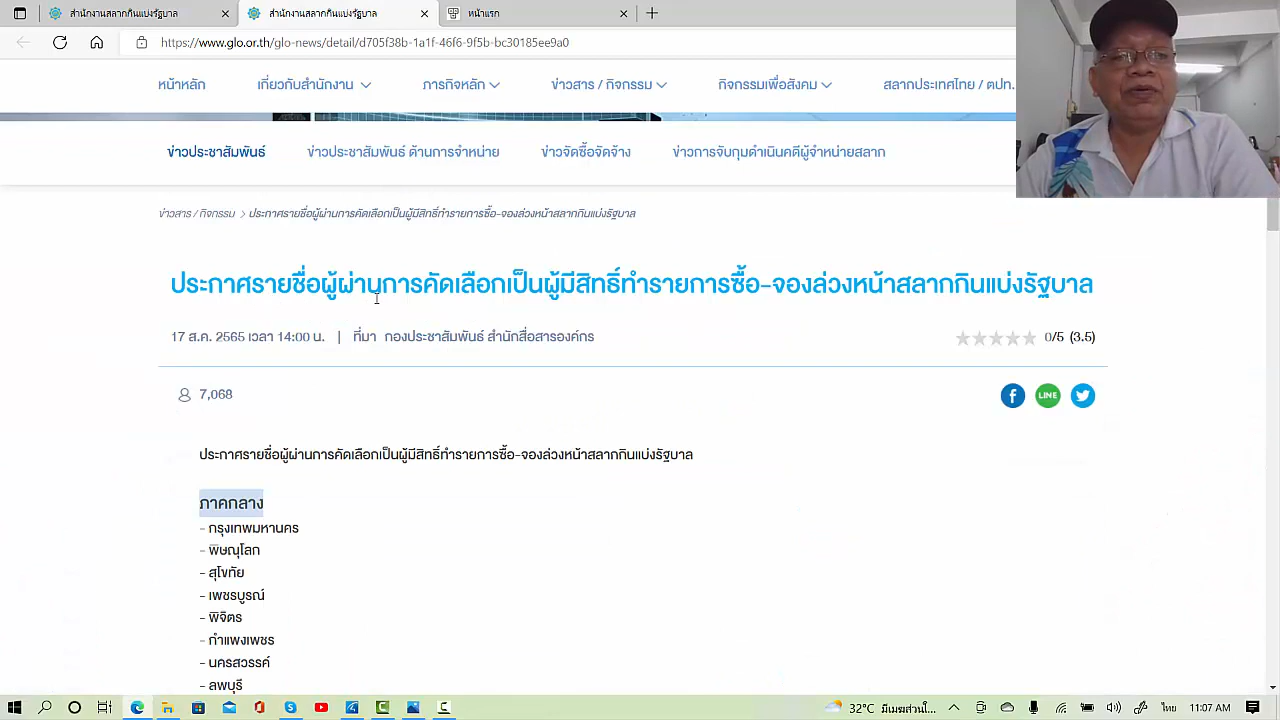 สำนักงานสลากกินแบ่งรัฐบาล
สำนักงานสลากกินแบ่งรัฐบาล
หน้าแรก
https://www.glo.or.th/glo-news/detail/d705f38b-1a1f-46f6-9f5b-bc30185ee9a0
หน้าหลัก เกี่ยวกับสำนักงาน ภารกิจหลัก ข่าวสาร / กิจกรรม กิจกรรมเพื่อสังคม สลากประเทศไทย / ตปท.
ข่าวประชาสัมพันธ์ ข่าวประชาสัมพันธ์ ด้านการจำหน่าย ข่าวจัดซื้อจัดจ้าง ข่าวการจับกุมดำเนินคดีผู้จำหน่ายสลาก
ข่าวสาร / กิจกรรม > ประกาศรายชื่อผู้ผ่านการคัดเลือกเป็นผู้มีสิทธิ์ทำรายการซื้อ-จองล่วงหน้าสลากกินแบ่งรัฐบาล
ประกาศรายชื่อผู้ผ่านการคัดเลือกเป็นผู้มีสิทธิ์ทำรายการซื้อ-จองล่วงหน้าสลากกินแบ่งรัฐบาล
17 ส.ค. 2565 เวลา 14:00 น. | ที่มา กองประชาสัมพันธ์ สำนักสื่อสารองค์กร 0/5 (3.5)
7,068
LINE
ประกาศรายชื่อผู้ผ่านการคัดเลือกเป็นผู้มีสิทธิ์ทำรายการซื้อ-จองล่วงหน้าสลากกินแบ่งรัฐบาล
ภาคกลาง
- กรุงเทพมหานคร
- พิษณุโลก
- สุโขทัย
- เพชรบูรณ์
- พิจิตร
- กำแพงเพชร
- นครสวรรค์
- ลพบุรี
32°C มีเมฆส่วน... ไทย 11:07 AM